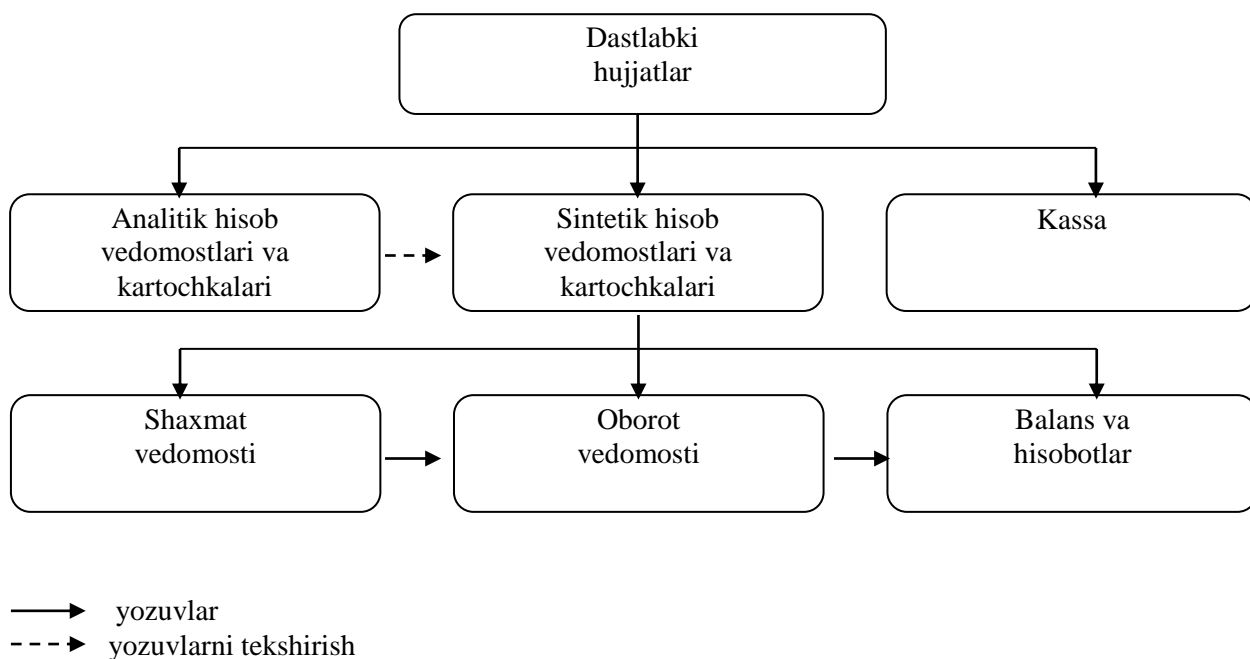 Dastlabki
hujjatlar
Analitik hisob
vedomostlari va
kartochkalari
Sintetik hisob
vedomostlari va
kartochkalari
Kassa
Shaxmat
vedomosti
Oborot
vedomosti
Balans va
hisobotlar
yozuvlar
yozuvlarni tekshirish